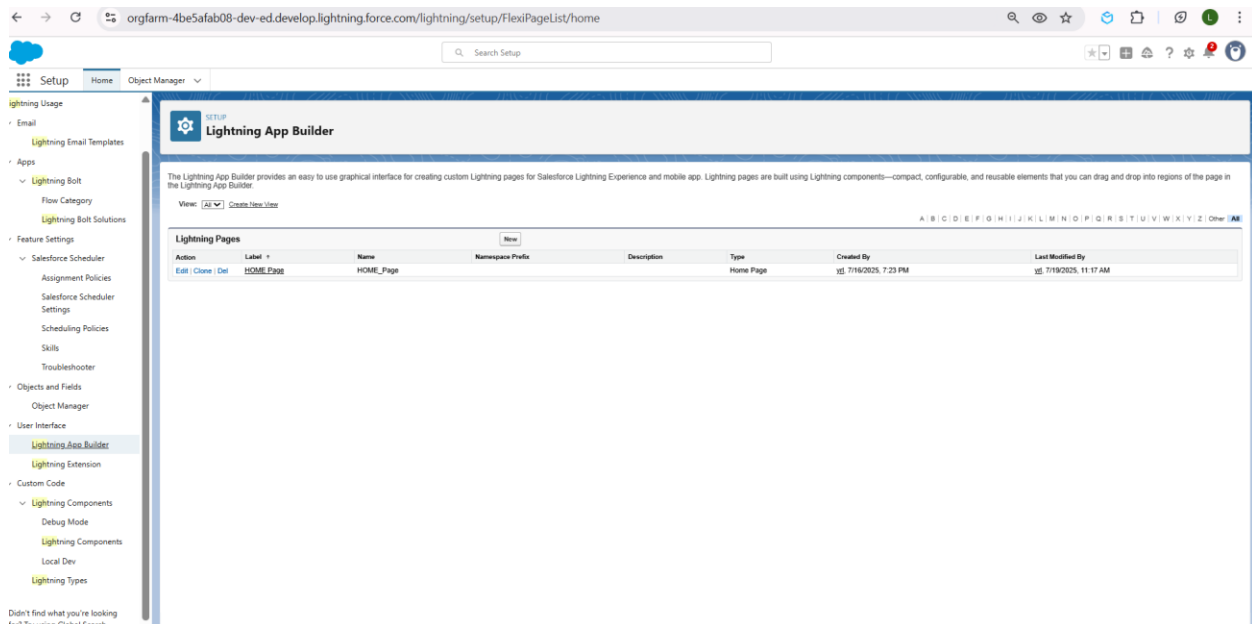 orgfarm-4be5afab08-dev-ed.develop.lightning.force.com/lightning/setup/FlexiPageList/home
L
Search Setup
2
Setup
Home
Object Manager
ightning Usage
Email
Lightning Email Templates
Apps
Lightning Bolt
Flow Category
Lightning Bolt Solutions
Feature Settings
Salesforce Scheduler
Assignment Policies
Salesforce Scheduler
Settings
Scheduling Policies
Skills
Troubleshooter
Objects and Fields
Object Manager
User Interface
Lightning App Builder
Lightning Extension
Custom Code
Lightning Components
Debug Mode
Lightning Components
Local Dev
Lightning Types
Didn't find what you're looking
for? Try using Global Search
SETUP
Lightning App Builder
The Lightning App Builder provides an easy to use graphical interface for creating custom Lightning pages for Salesforce Lightning Experience and mobile app. Lightning pages are built using Lightning components—compact, configurable, and reusable elements that you can drag and drop into regions of the page in
the Lightning App Builder.
View: All Create New View
A | B | C | D | E | F | G | H | I | J | K | L | M | N | O | P | Q | R | S | T | U | V | W | X | Y | Z | Other | All
Lightning Pages New
Action Label ↑ Name Namespace Prefix Description Type Created By Last Modified By
Edit | Clone | Del HOME Page HOME_Page Home Page 7/16/2025, 7:23 PM 7/19/2025, 11:17 AM